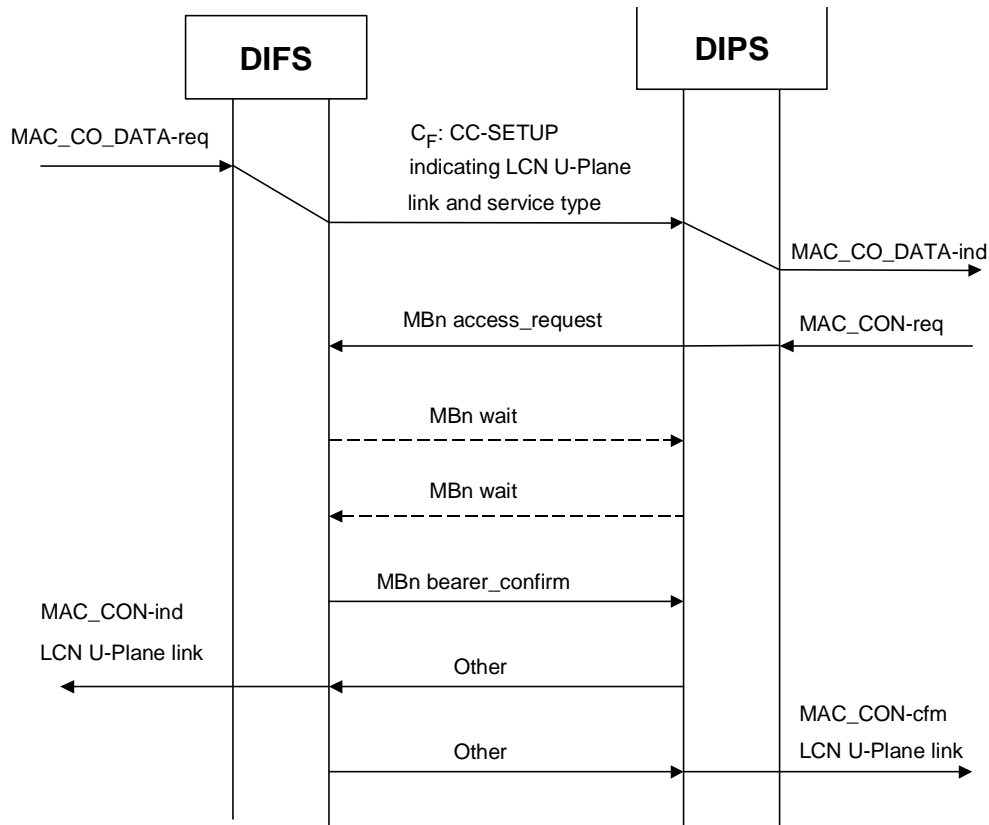 DIFS
DIPS
MAC_CO_DATA-req
CF: CC-SETUP
indicating LCN U-Plane
link and service type
MAC_CO_DATA-ind
MBn access_request
MAC_CON-req
MBn wait
MBn wait
MBn bearer_confirm
MAC_CON-ind
LCN U-Plane link
Other
MAC_CON-cfm
Other
LCN U-Plane link